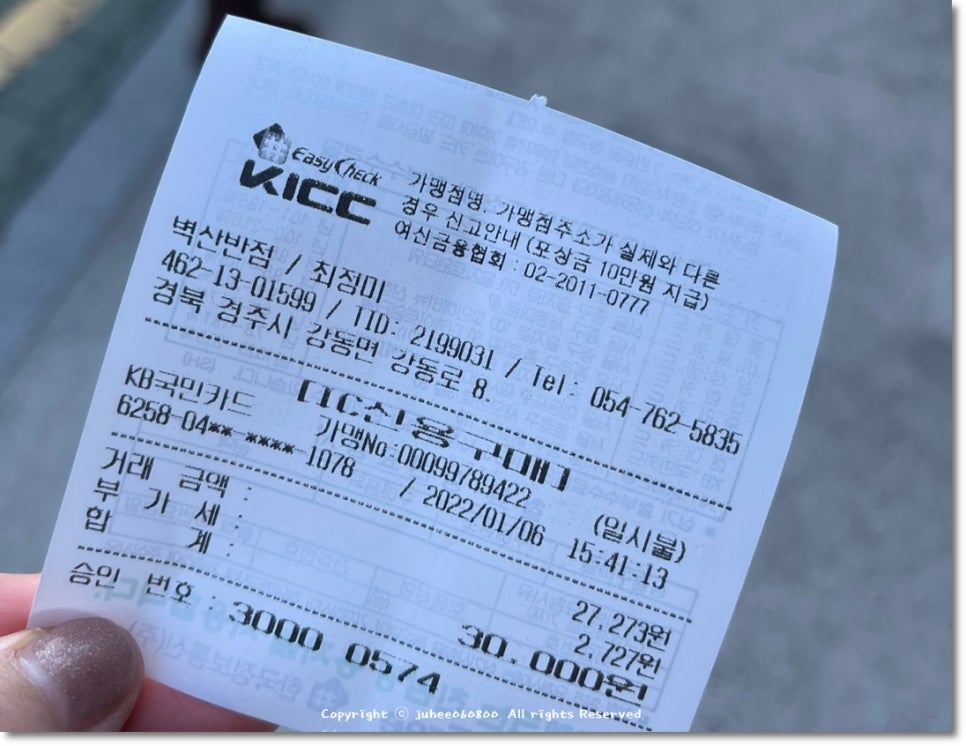 Easy Check
KICC
가맹점명, 가맹점주소가 실제와 다른
경우 신고안내 (포상금 10만원 지급)
여신금융협회 : 02-2011-0777
벽산반점 / 최정미
462-13-01599 / TID: 2199031 / Tel: 054-762-5835
경북 경주시 강동면 강동로 8.
[IC신용구매]
KB국민카드 가맹No:00099789422 (일시불)
6258-04**-****-1078 / 2022/01/06 15:41:13
거래 금액 : 27,273원
부 가 세 : 2,727원
합 계 : 30,000원
승인 번호 : 3000 0574
Copyright ⓒ juhee060800 All rights Reserved